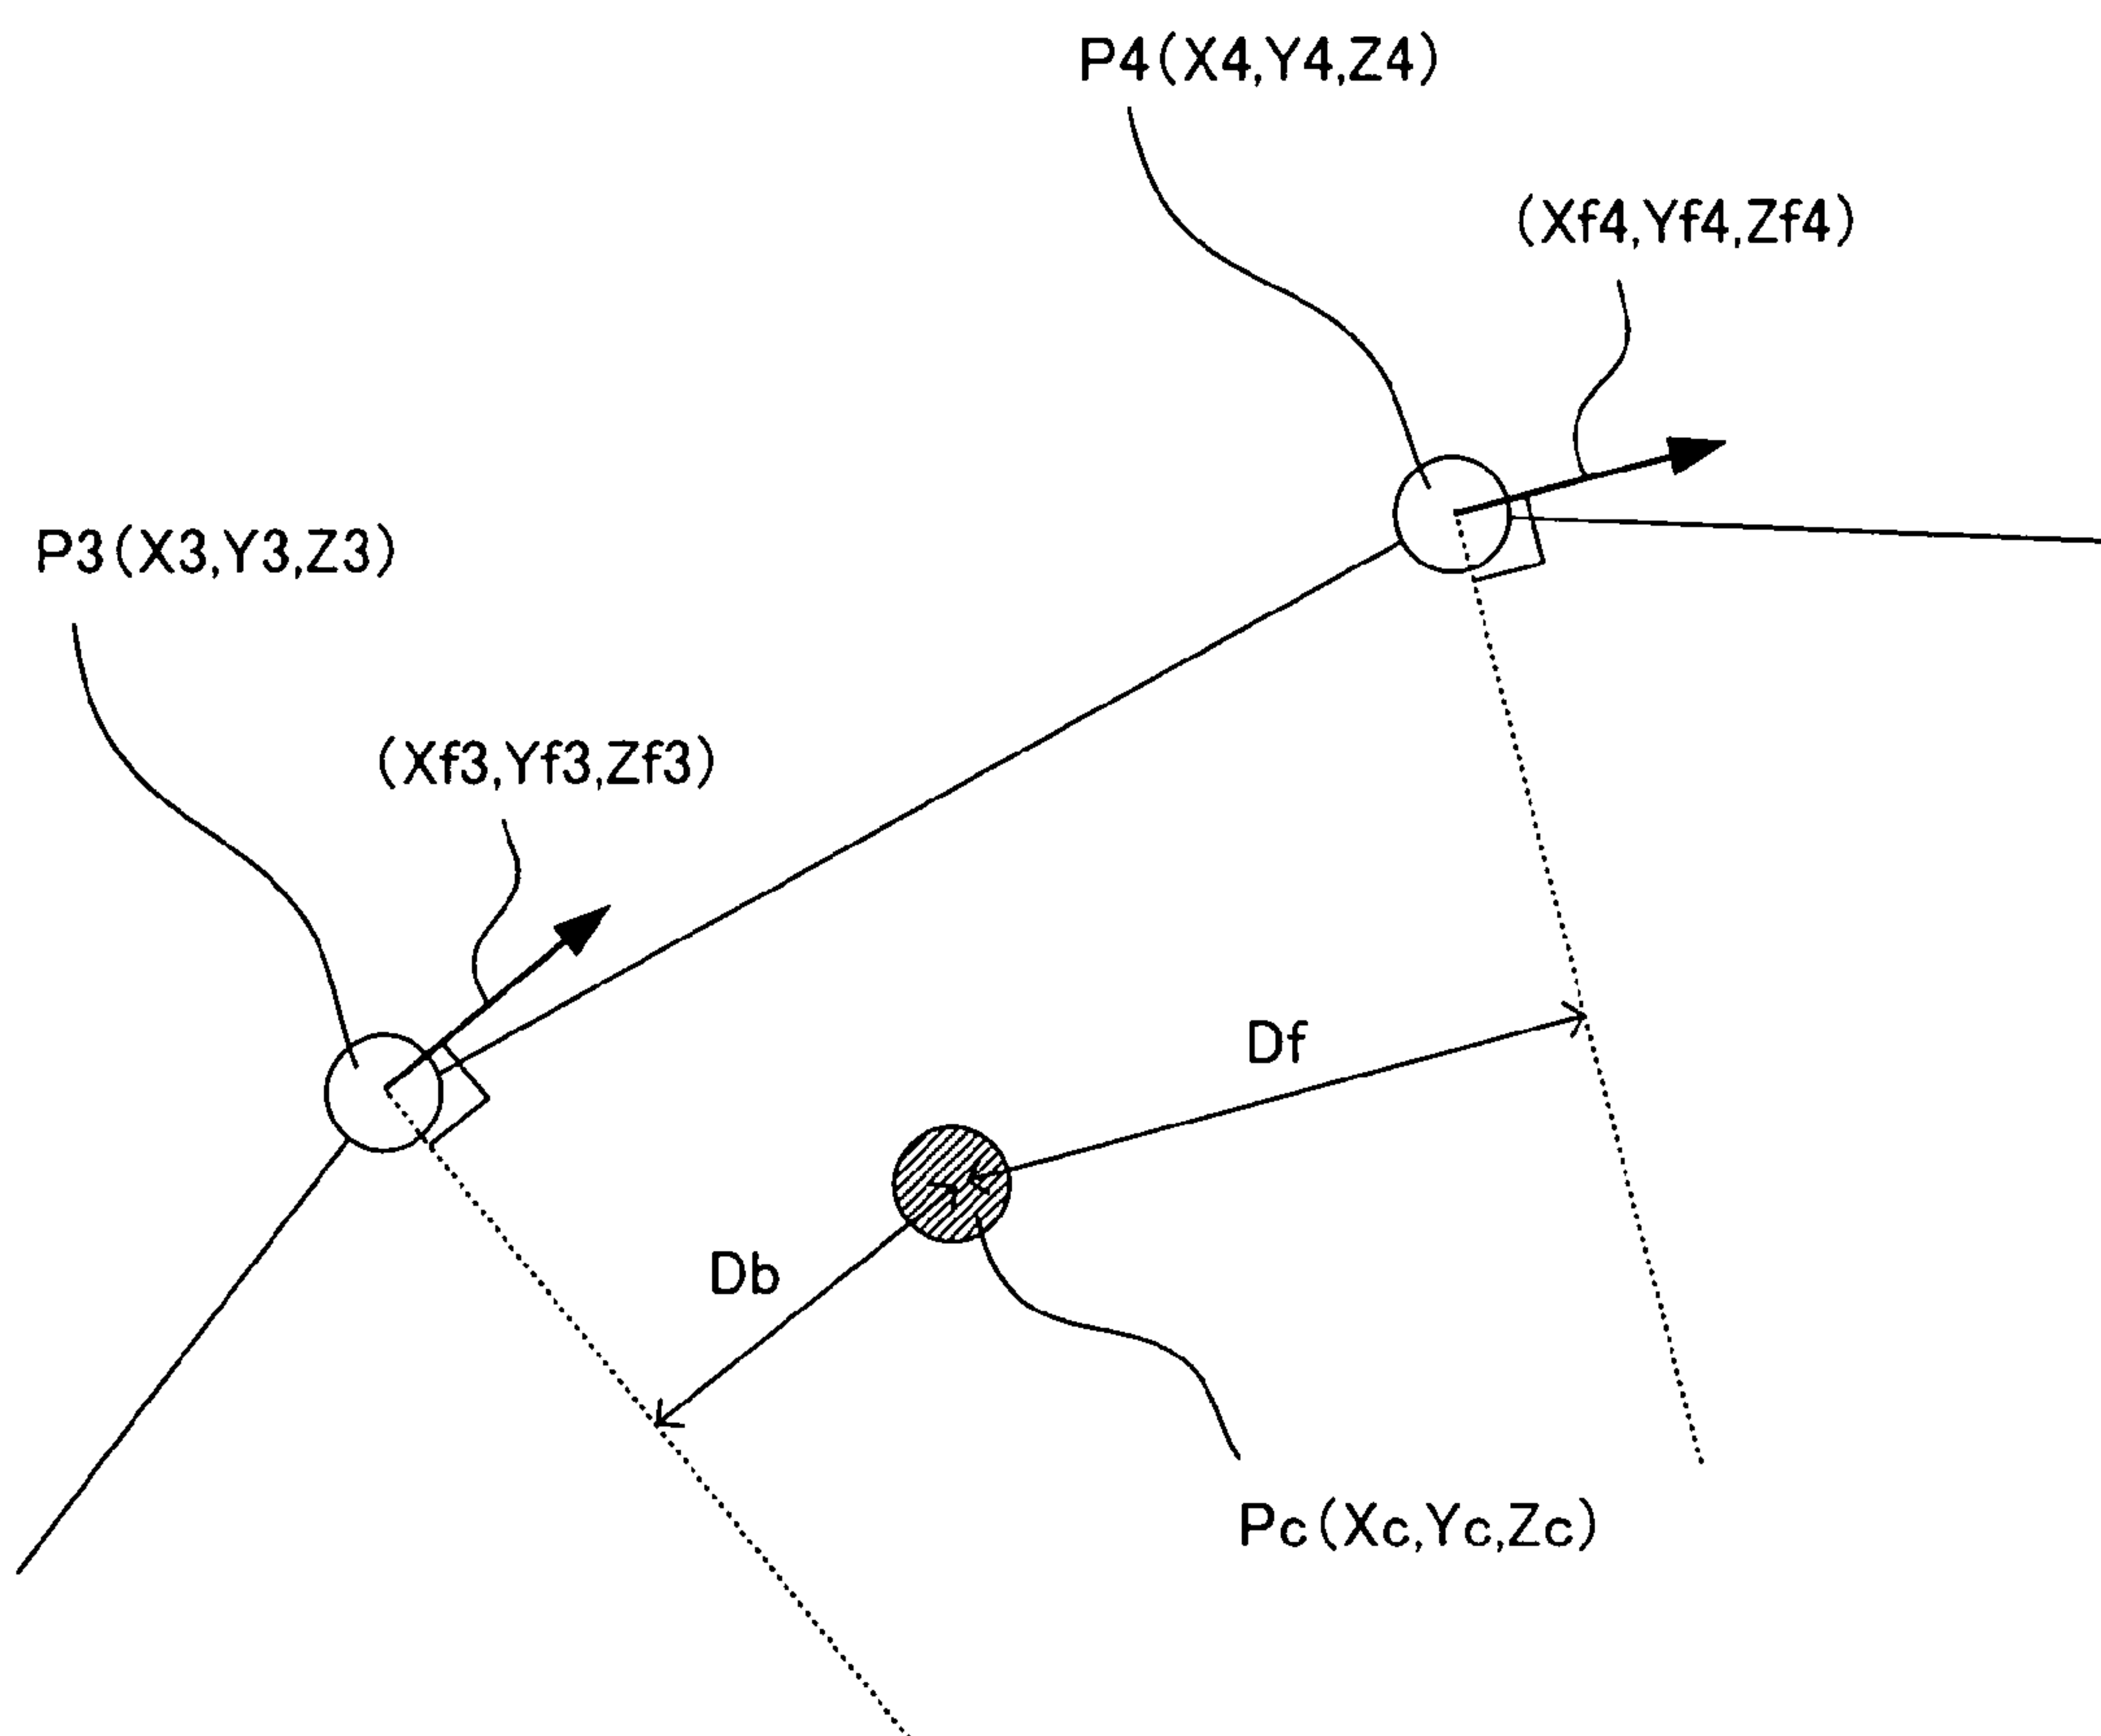 P4(X4,Y4,Z4)
(Xf4,Yf4,Zf4)
P3(X3,Y3,Z3)
(Xf3,Yf3,Zf3)
Df
Db
Pc(Xc,Yc,Zc)